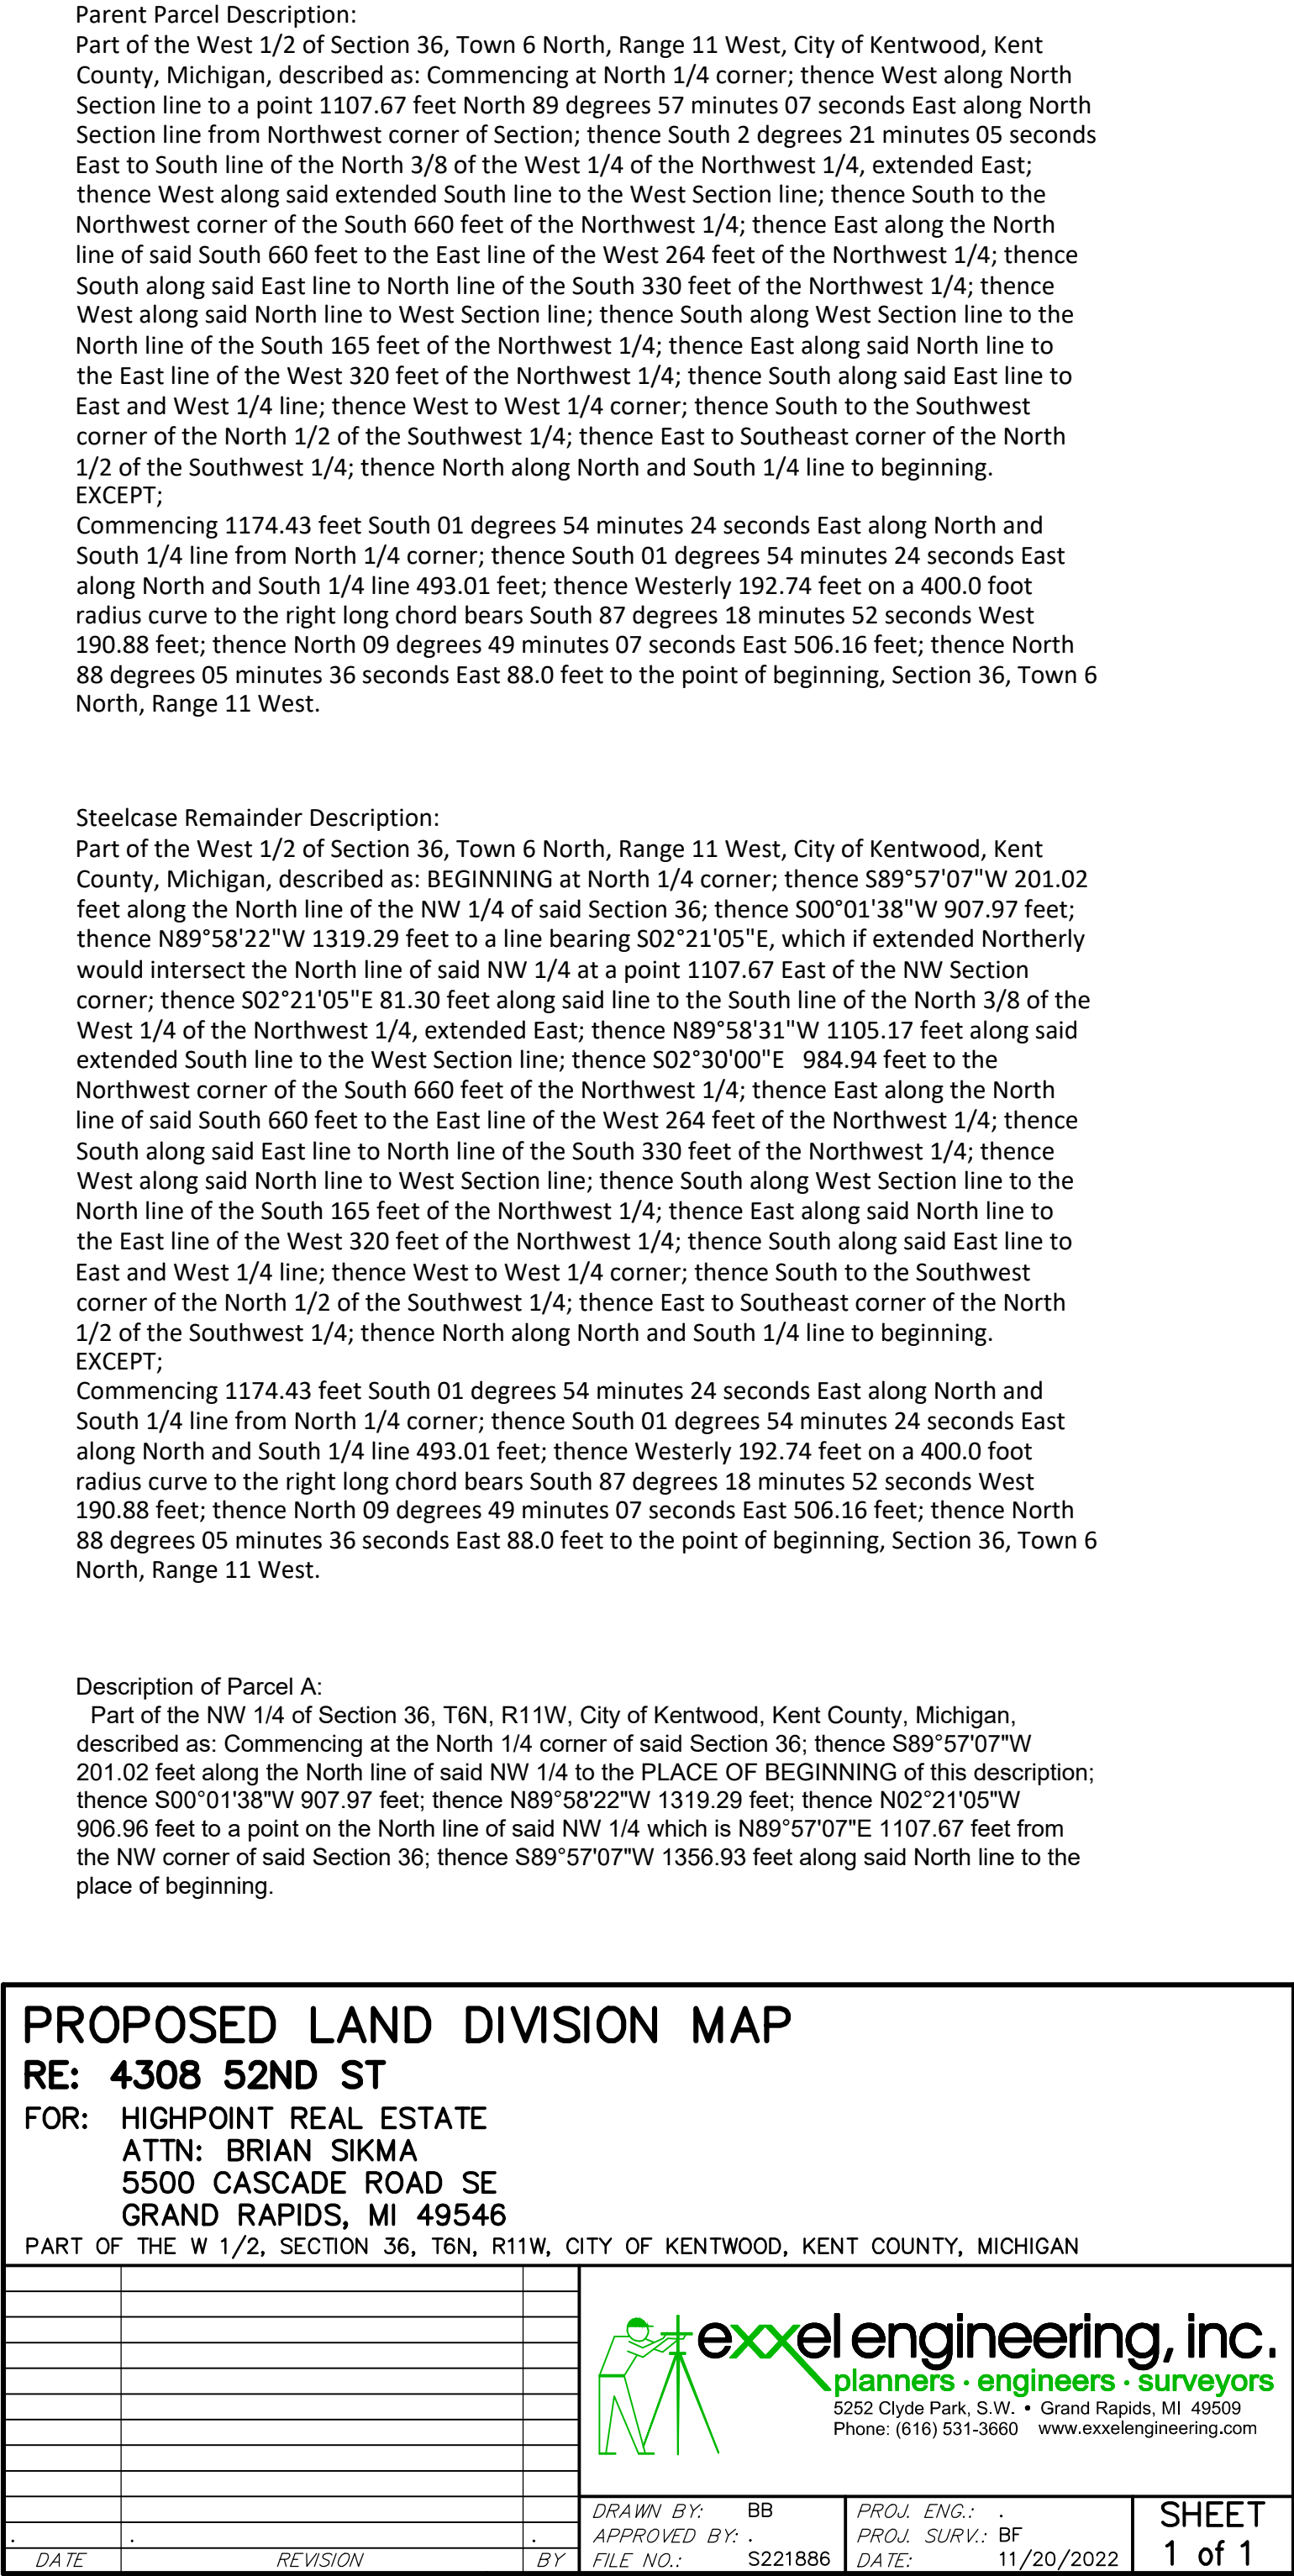 Parent Parcel Description:
Part of the West 1/2 of Section 36, Town 6 North, Range 11 West, City of Kentwood, Kent
County, Michigan, described as: Commencing at North 1/4 corner; thence West along North
Section line to a point 1107.67 feet North 89 degrees 57 minutes 07 seconds East along North
Section line from Northwest corner of Section; thence South 2 degrees 21 minutes 05 seconds
East to South line of the North 3/8 of the West 1/4 of the Northwest 1/4, extended East;
thence West along said extended South line to the West Section line; thence South to the
Northwest corner of the South 660 feet of the Northwest 1/4; thence East along the North
line of said South 660 feet to the East line of the West 264 feet of the Northwest 1/4; thence
South along said East line to North line of the South 330 feet of the Northwest 1/4; thence
West along said North line to West Section line; thence South along West Section line to the
North line of the South 165 feet of the Northwest 1/4; thence East along said North line to
the East line of the West 320 feet of the Northwest 1/4; thence South along said East line to
East and West 1/4 line; thence West to West 1/4 corner; thence South to the Southwest
corner of the North 1/2 of the Southwest 1/4; thence East to Southeast corner of the North
1/2 of the Southwest 1/4; thence North along North and South 1/4 line to beginning.
EXCEPT;
Commencing 1174.43 feet South 01 degrees 54 minutes 24 seconds East along North and
South 1/4 line from North 1/4 corner; thence South 01 degrees 54 minutes 24 seconds East
along North and South 1/4 line 493.01 feet; thence Westerly 192.74 feet on a 400.0 foot
radius curve to the right long chord bears South 87 degrees 18 minutes 52 seconds West
190.88 feet; thence North 09 degrees 49 minutes 07 seconds East 506.16 feet; thence North
88 degrees 05 minutes 36 seconds East 88.0 feet to the point of beginning, Section 36, Town 6
North, Range 11 West.
Steelcase Remainder Description:
Part of the West 1/2 of Section 36, Town 6 North, Range 11 West, City of Kentwood, Kent
County, Michigan, described as: BEGINNING at North 1/4 corner; thence S89°57'07"W 201.02
feet along the North line of the NW 1/4 of said Section 36; thence S00°01'38"W 907.97 feet;
thence N89°58'22"W 1319.29 feet to a line bearing S02°21'05"E, which if extended Northerly
would intersect the North line of said NW 1/4 at a point 1107.67 East of the NW Section
corner; thence S02°21'05"E 81.30 feet along said line to the South line of the North 3/8 of the
West 1/4 of the Northwest 1/4, extended East; thence N89°58'31"W 1105.17 feet along said
extended South line to the West Section line; thence S02°30'00"E 984.94 feet to the
Northwest corner of the South 660 feet of the Northwest 1/4; thence East along the North
line of said South 660 feet to the East line of the West 264 feet of the Northwest 1/4; thence
South along said East line to North line of the South 330 feet of the Northwest 1/4; thence
West along said North line to West Section line; thence South along West Section line to the
North line of the South 165 feet of the Northwest 1/4; thence East along said North line to
the East line of the West 320 feet of the Northwest 1/4; thence South along said East line to
East and West 1/4 line; thence West to West 1/4 corner; thence South to the Southwest
corner of the North 1/2 of the Southwest 1/4; thence East to Southeast corner of the North
1/2 of the Southwest 1/4; thence North along North and South 1/4 line to beginning.
EXCEPT;
Commencing 1174.43 feet South 01 degrees 54 minutes 24 seconds East along North and
South 1/4 line from North 1/4 corner; thence South 01 degrees 54 minutes 24 seconds East
along North and South 1/4 line 493.01 feet; thence Westerly 192.74 feet on a 400.0 foot
radius curve to the right long chord bears South 87 degrees 18 minutes 52 seconds West
190.88 feet; thence North 09 degrees 49 minutes 07 seconds East 506.16 feet; thence North
88 degrees 05 minutes 36 seconds East 88.0 feet to the point of beginning, Section 36, Town 6
North, Range 11 West.
Description of Parcel A:
Part of the NW 1/4 of Section 36, T6N, R11W, City of Kentwood, Kent County, Michigan,
described as: Commencing at the North 1/4 corner of said Section 36; thence S89°57'07"W
201.02 feet along the North line of said NW 1/4 to the PLACE OF BEGINNING of this description;
thence S00°01'38"W 907.97 feet; thence N89°58'22"W 1319.29 feet; thence N02°21'05"W
906.96 feet to a point on the North line of said NW 1/4 which is N89°57'07"E 1107.67 feet from
the NW corner of said Section 36; thence S89°57'07"W 1356.93 feet along said North line to the
place of beginning.
PROPOSED LAND DIVISION MAP
RE: 4308 52ND ST
FOR: HIGHPOINT REAL ESTATE
ATTN: BRIAN SIKMA
5500 CASCADE ROAD SE
GRAND RAPIDS, MI 49546
PART OF THE W 1/2, SECTION 36, T6N, R11W, CITY OF KENTWOOD, KENT COUNTY, MICHIGAN
exxel engineering, inc.
planners · engineers · surveyors
5252 Clyde Park, S.W. • Grand Rapids, MI 49509
Phone: (616) 531-3660 www.exxelengineering.com
. . .
DATE REVISION BY
DRAWN BY: BB
APPROVED BY: .
FILE NO.: S221886
PROJ. ENG.: .
PROJ. SURV.: BF
DATE: 11/20/2022
SHEET
1 of 1